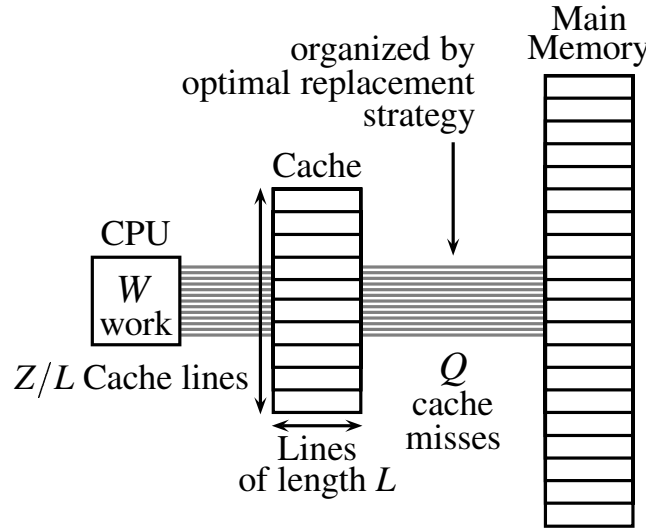 Main
Memory
organized by
optimal replacement
strategy
Cache
CPU
W
work
Z/L Cache lines
Q
cache
misses
Lines
of length L